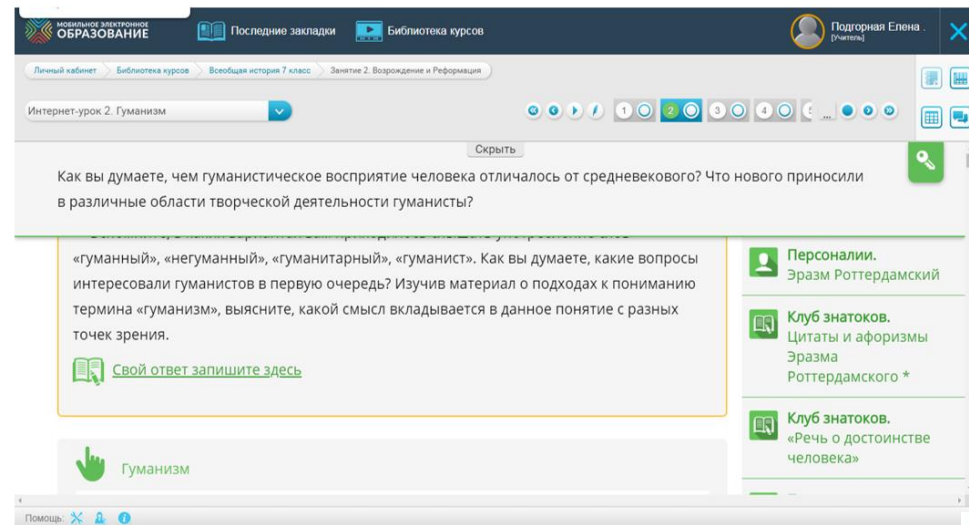 МОБИЛЬНОЕ ЭЛЕКТРОННОЕ
ОБРАЗОВАНИЕ
Последние закладки
Библиотека курсов
Подгорная Елена .
[Учитель]
Личный кабинет
Библиотека курсов
Всеобщая история 7 класс
Занятие 2. Возрождение и Реформация
Интернет-урок 2. Гуманизм
1
2
3
4
...
Скрыть
Как вы думаете, чем гуманистическое восприятие человека отличалось от средневекового? Что нового приносили
в различные области творческой деятельности гуманисты?
«гуманный», «негуманный», «гуманитарный», «гуманист». Как вы думаете, какие вопросы
интересовали гуманистов в первую очередь? Изучив материал о подходах к пониманию
термина «гуманизм», выясните, какой смысл вкладывается в данное понятие с разных
точек зрения.
Свой ответ запишите здесь
Гуманизм
Персоналии.
Эразм Роттердамский
Клуб знатоков.
Цитаты и афоризмы
Эразма
Роттердамского *
Клуб знатоков.
«Речь о достоинстве
человека»
Помощь: